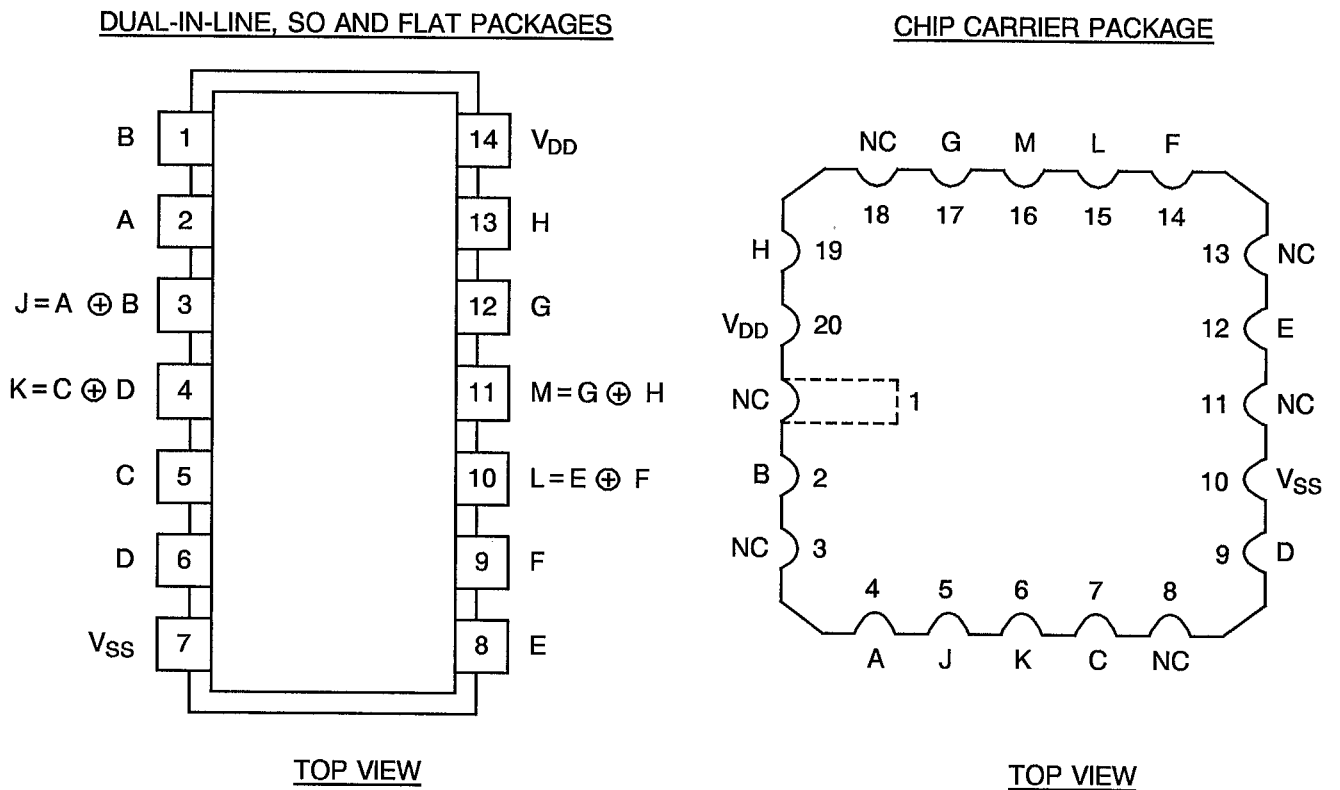 DUAL-IN-LINE, SO AND FLAT PACKAGES
B 1
A 2
J=A ⊕ B 3
K=C ⊕ D 4
C 5
D 6
VSS 7
14 VDD
13 H
12 G
11 M=G ⊕ H
10 L=E ⊕ F
9 F
8 E
TOP VIEW
CHIP CARRIER PACKAGE
NC G M L F
18 17 16 15 14
H 19
VDD 20
NC 1
B 2
NC 3
13 NC
12 E
11 NC
10 VSS
9 D
4 5 6 7 8
A J K C NC
TOP VIEW